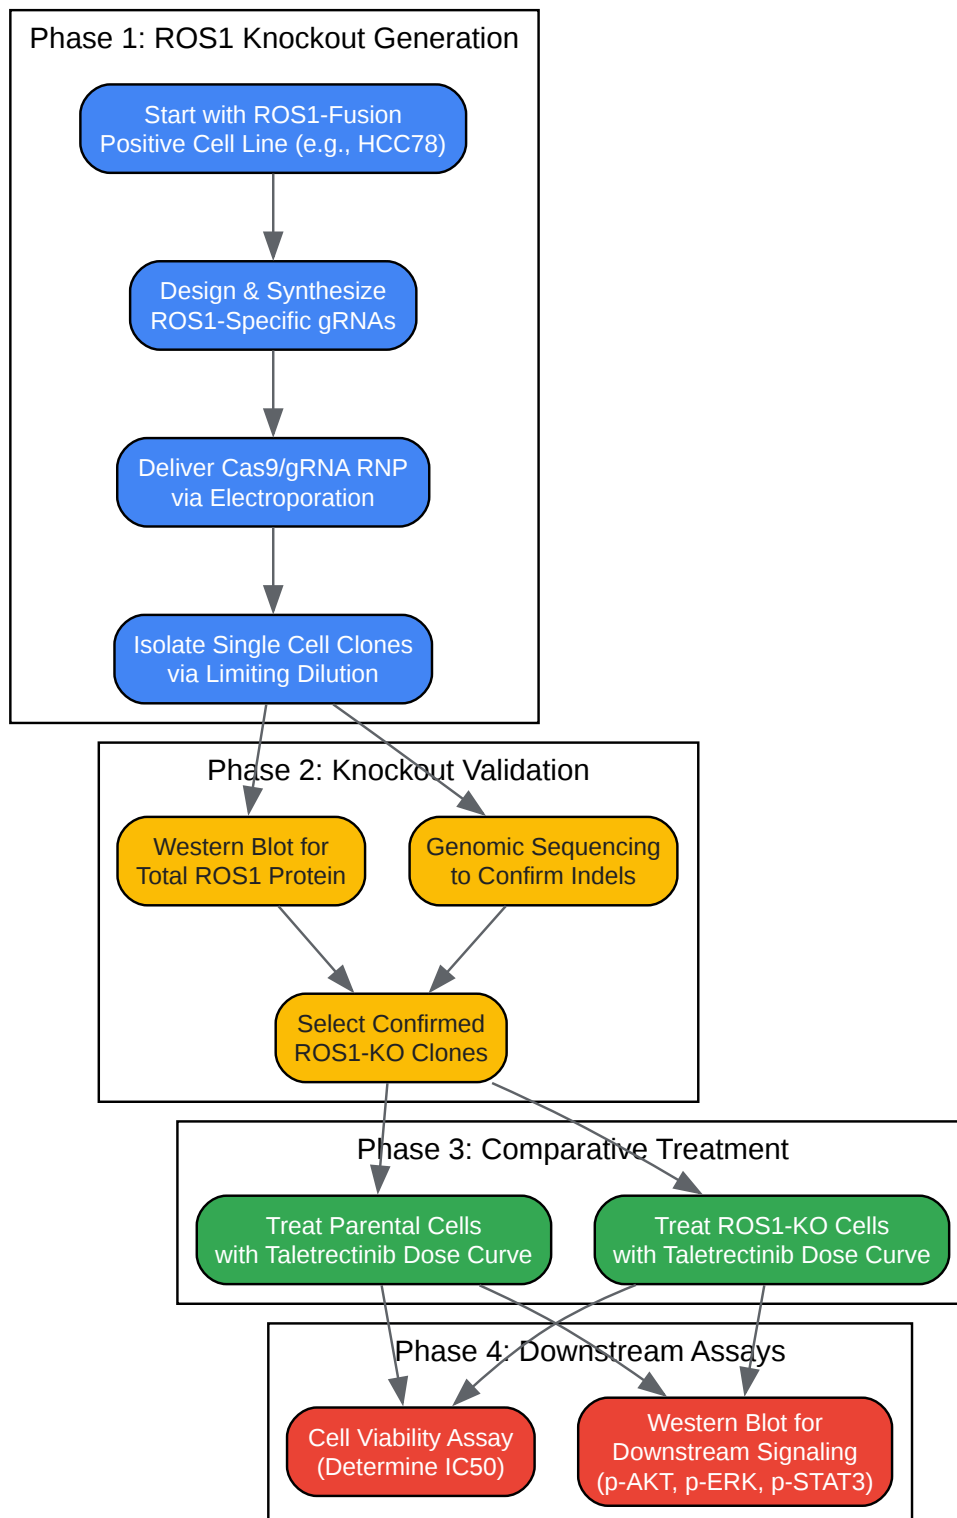 Phase 1: ROS1 Knockout Generation
Start with ROS1-Fusion
Positive Cell Line (e.g., HCC78)
Design & Synthesize
ROS1-Specific gRNAs
Deliver Cas9/gRNA RNP
via Electroporation
Isolate Single Cell Clones
via Limiting Dilution
Phase 2: Knockout Validation
Western Blot for
Total ROS1 Protein
Genomic Sequencing
to Confirm Indels
Select Confirmed
ROS1-KO Clones
Phase 3: Comparative Treatment
Treat Parental Cells
with Taletrectinib Dose Curve
Treat ROS1-KO Cells
with Taletrectinib Dose Curve
Phase 4: Downstream Assays
Cell Viability Assay
(Determine IC50)
Western Blot for
Downstream Signaling
(p-AKT, p-ERK, p-STAT3)